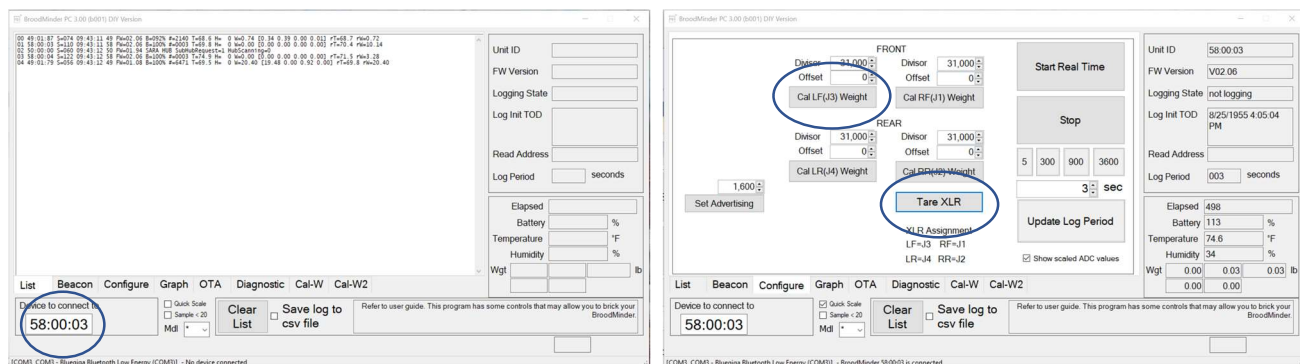 BroodMinder PC 3.00 (b001) DIY Version
00 49:01:87 S=074 09:43:11 49 FW=02.06 B=092% #=2140 T=68.6 H= 0 W=0.74 [0.34 0.39 0.00 0.01] rT=68.7 rW=0.72
01 58:00:03 S=110 09:43:11 58 FW=02.06 B=100% #=0003 T=69.8 H= 0 W=0.00 [0.00 0.00 0.00 0.00] rT=70.4 rW=10.14
02 50:00:00 S=060 09:43:12 50 FW=01.94 SARA HUB SubHubRequest=1 HubScanning=0
03 58:00:04 S=122 09:43:12 58 FW=02.06 B=100% #=0003 T=74.9 H= 0 W=0.00 [0.00 0.00 0.00 0.00] rT=71.5 rW=3.28
04 49:01:79 S=056 09:43:12 49 FW=01.08 B=100% #=6471 T=69.5 H= 0 W=20.40 [19.48 0.00 0.92 0.00] rT=69.8 rW=20.40
Unit ID
FW Version
Logging State
Log Init TOD
Read Address
Log Period seconds
Elapsed
Battery %
Temperature °F
Humidity %
Wgt lb
List Beacon Configure Graph OTA Diagnostic Cal-W Cal-W2
Device to connect to
58:00:03
Quick Scale
Sample < 20
Mdl *
Clear List
Save log to csv file
Refer to user guide. This program has some controls that may allow you to brick your
BroodMinder.
[COM3, COM3 - Bluegiga Bluetooth Low Energy (COM3)] - No device connected
BroodMinder PC 3.00 (b001) DIY Version
FRONT
Divisor 31,000 Divisor 31,000
Offset 0 Offset 0
Cal LF(J3) Weight Cal RF(J1) Weight
REAR
Divisor 31,000 Divisor 31,000
Offset 0 Offset 0
Cal LR(J4) Weight Cal RR(J2) Weight
1,600
Set Advertising
Tare XLR
XLR Assignment
LF=J3 RF=J1
LR=J4 RR=J2
Start Real Time
Stop
5 300 900 3600
3 sec
Update Log Period
Show scaled ADC values
Unit ID 58:00:03
FW Version V02.06
Logging State not logging
Log Init TOD 8/25/1955 4:05:04
PM
Read Address
Log Period 003 seconds
Elapsed 498
Battery 113 %
Temperature 74.6 °F
Humidity 34 %
Wgt 0.00 0.03 0.03 lb
0.00 0.00
List Beacon Configure Graph OTA Diagnostic Cal-W Cal-W2
Device to connect to
58:00:03
Quick Scale
Sample < 20
Mdl *
Clear List
Save log to csv file
Refer to user guide. This program has some controls that may allow you to brick your
BroodMinder.
[COM3, COM3 - Bluegiga Bluetooth Low Energy (COM3)] - BroodMinder 58:00:03 is connected